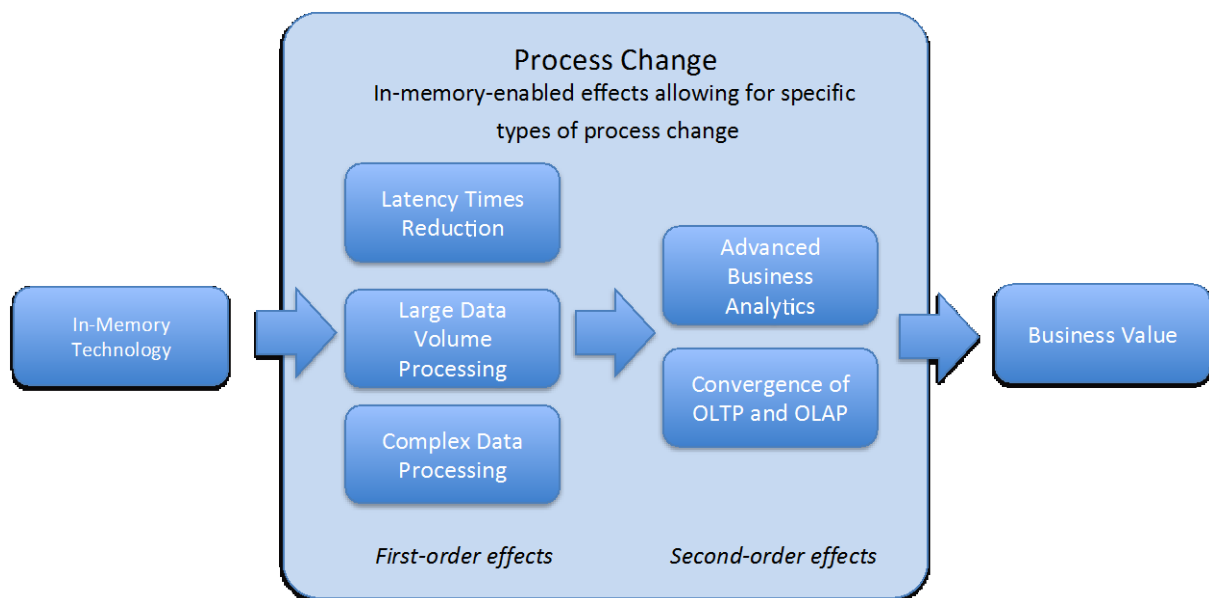 Process Change
In-memory-enabled effects allowing for specific
types of process change
In-Memory
Technology
Latency Times
Reduction
Large Data
Volume
Processing
Complex Data
Processing
First-order effects
Advanced
Business
Analytics
Convergence of
OLTP and OLAP
Second-order effects
Business Value